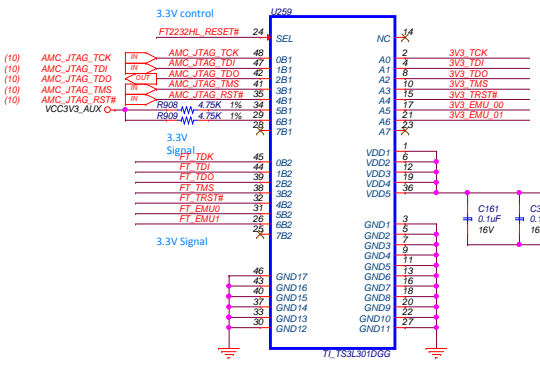 3.3V control
U259
FT2232HL_RESET# 24 SEL NC 14
(10) AMC_JTAG_TCK IN AMC_JTAG_TCK 48 0B1 A0 2 3V3_TCK
(10) AMC_JTAG_TDI IN AMC_JTAG_TDI 47 1B1 A1 4 3V3_TDI
(10) AMC_JTAG_TDO OUT AMC_JTAG_TDO 42 2B1 A2 8 3V3_TDO
(10) AMC_JTAG_TMS IN AMC_JTAG_TMS 41 3B1 A3 10 3V3_TMS
(10) AMC_JTAG_RST# IN AMC_JTAG_RST# 35 4B1 A4 15 3V3_TRST#
VCC3V3_AUX R908 4.75K 1% 34 5B1 A5 17 3V3_EMU_00
R909 4.75K 1% 29 6B1 A6 21 3V3_EMU_01
28 7B1 A7 23
3.3V
Signal
VDD1 1
FT_TDK 45 0B2 VDD2 6
FT_TDI 44 1B2 VDD3 12
FT_TDO 39 2B2 VDD4 19
FT_TMS 38 3B2 VDD5 36
FT_TRST# 32 4B2
FT_EMU0 31 5B2
FT_EMU1 26 6B2
25 7B2
C161
0.1uF
16V
C3
0.1
16
3.3V Signal
GND1 3
GND2 5
GND3 7
GND4 9
GND5 11
46 GND17 GND6 13
43 GND16 GND7 16
40 GND15 GND8 18
37 GND14 GND9 20
33 GND13 GND10 22
30 GND12 GND11 27
TI_TS3L301DGG